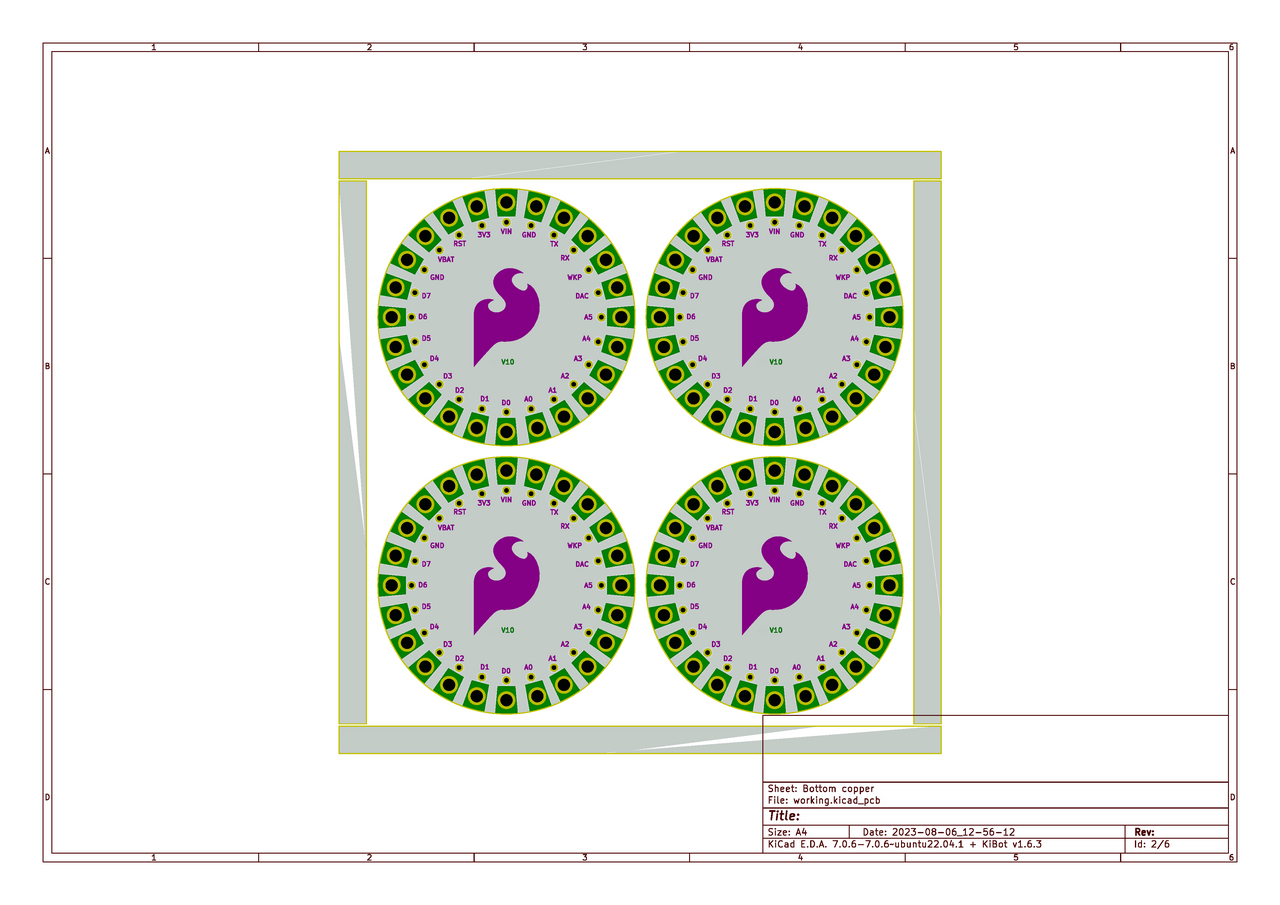 1 2 3 4 5 6
A A
3V3 VIN GND 3V3 VIN GND
RST TX RST TX
VBAT RX VBAT RX
GND WKP GND WKP
D7 DAC D7 DAC
D6 A5 D6 A5
D5 A4 D5 A4
D4 A3 D4 A3
V10 V10
B B
D3 A2 D3 A2
D2 A1 D2 A1
D1 D0 A0 D1 D0 A0
3V3 VIN GND 3V3 VIN GND
RST TX RST TX
VBAT RX VBAT RX
GND WKP GND WKP
D7 DAC D7 DAC
C C
D6 A5 D6 A5
D5 A4 D5 A4
D4 A3 D4 A3
V10 V10
D3 A2 D3 A2
D2 A1 D2 A1
D1 D0 A0 D1 D0 A0
Sheet: Bottom copper
D D
File: working.kicad_pcb
Title:
Size: A4 Date: 2023-08-06_12-56-12 Rev:
KiCad E.D.A. 7.0.6-7.0.6~ubuntu22.04.1 + KiBot v1.6.3 Id: 2/6
1 2 3 4 5 6